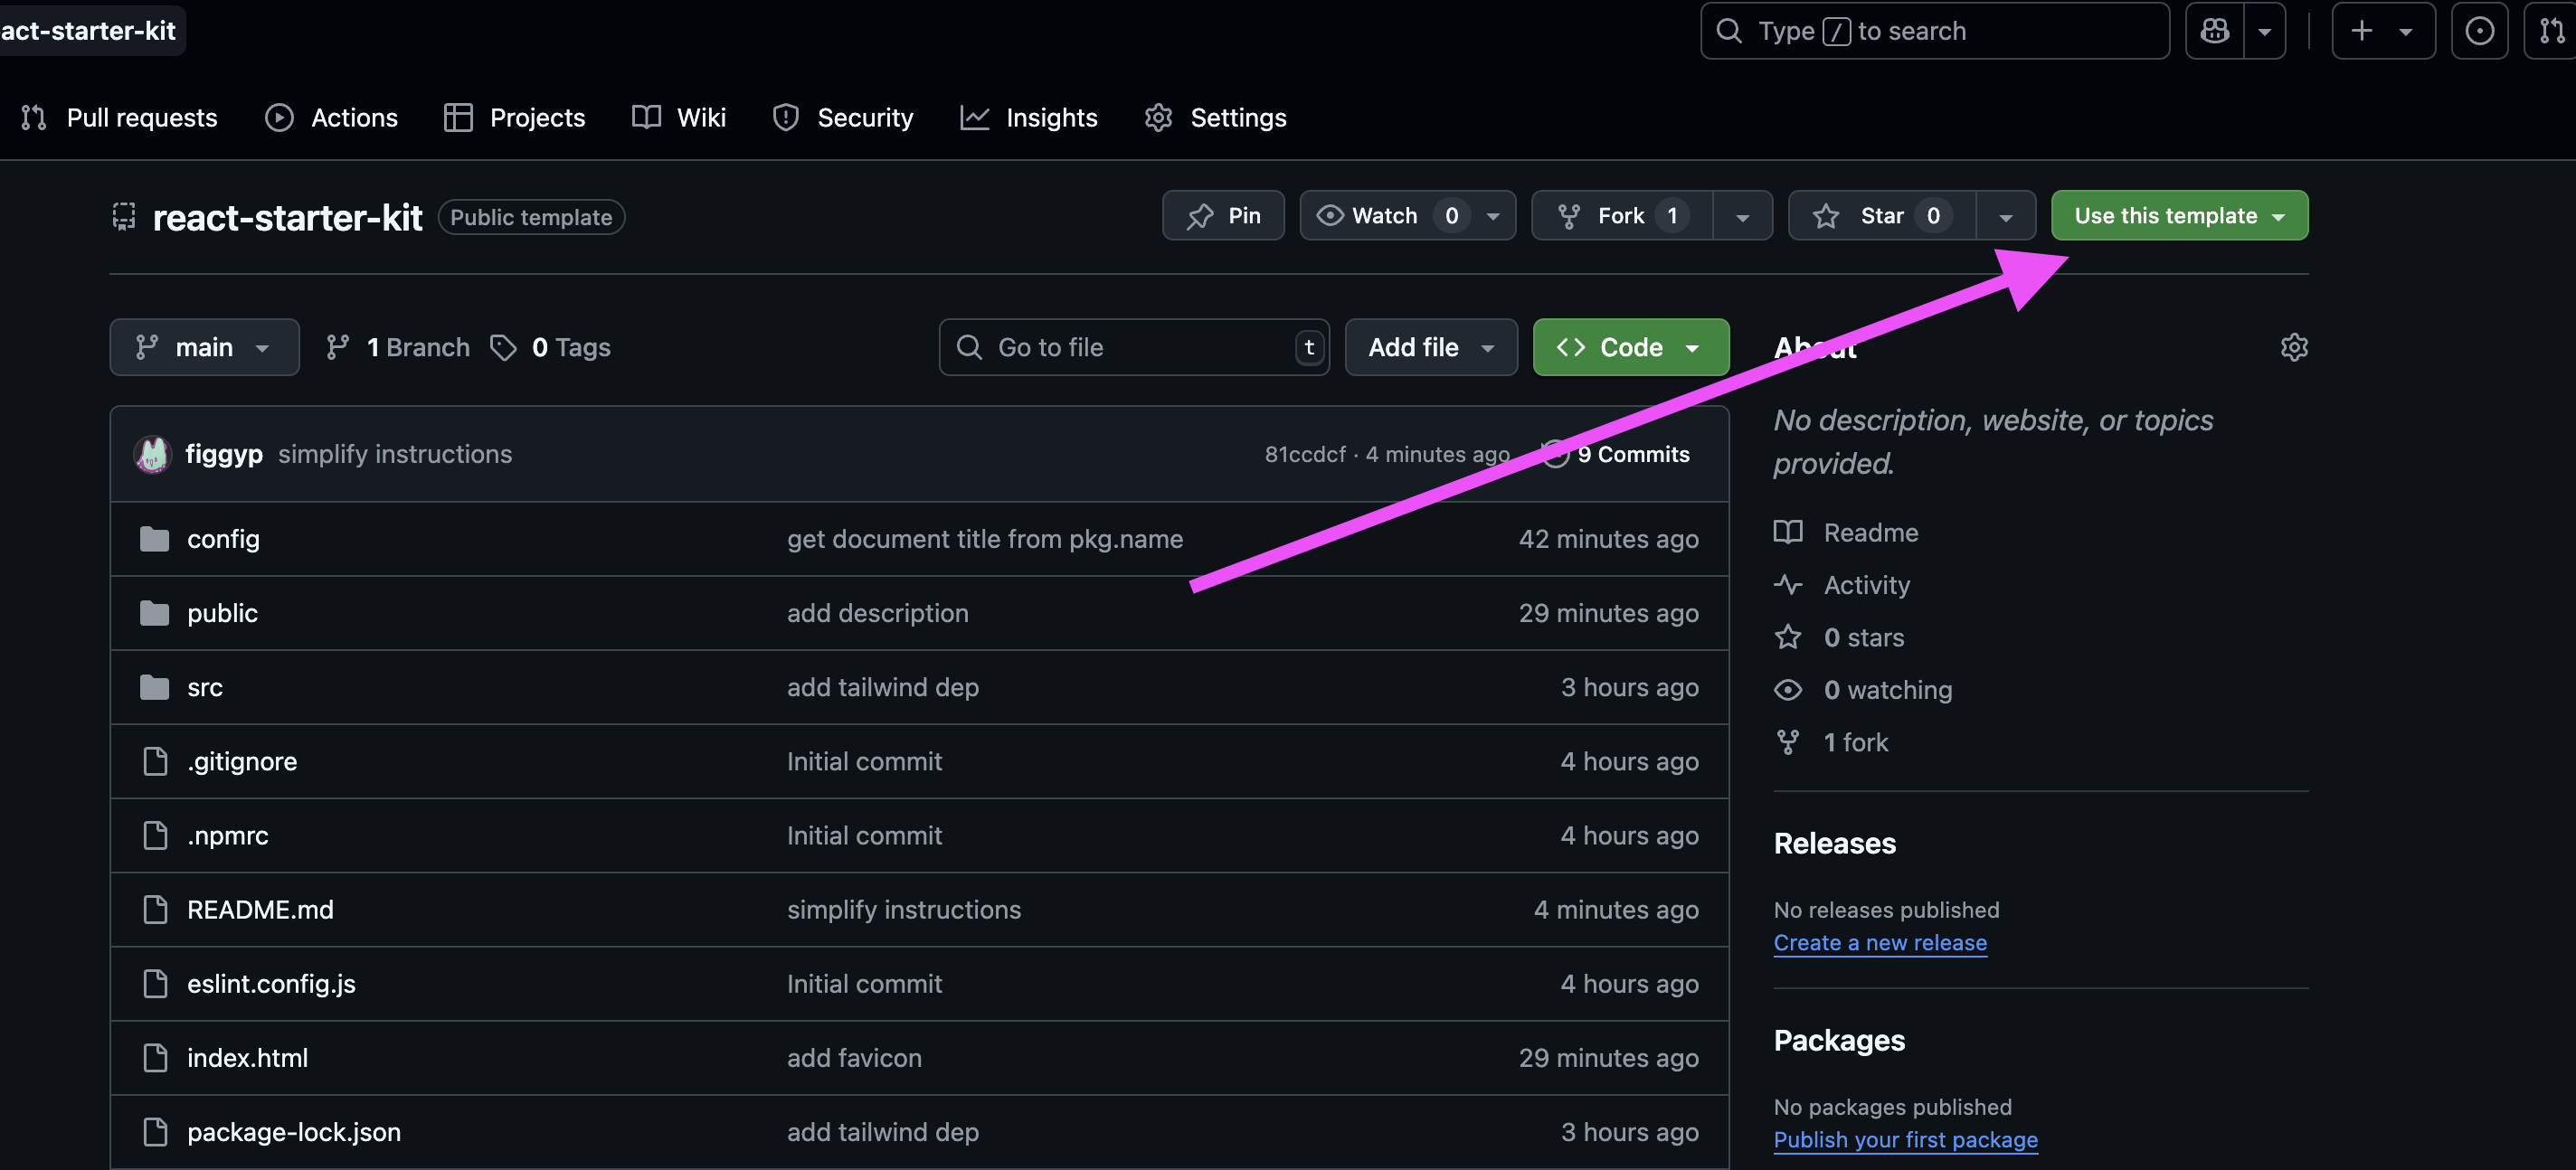 act-starter-kit
Type / to search
Pull requests Actions Projects Wiki Security Insights Settings
react-starter-kit Public template
Pin Watch 0 Fork 1 Star 0 Use this template
main 1 Branch 0 Tags Go to file t Add file <> Code
About
No description, website, or topics
provided.
figgyp simplify instructions 81ccdcf · 4 minutes ago 9 Commits
config get document title from pkg.name 42 minutes ago
public add description 29 minutes ago
src add tailwind dep 3 hours ago
.gitignore Initial commit 4 hours ago
.npmrc Initial commit 4 hours ago
README.md simplify instructions 4 minutes ago
eslint.config.js Initial commit 4 hours ago
index.html add favicon 29 minutes ago
package-lock.json add tailwind dep 3 hours ago
Readme
Activity
0 stars
0 watching
1 fork
Releases
No releases published
Create a new release
Packages
No packages published
Publish your first package